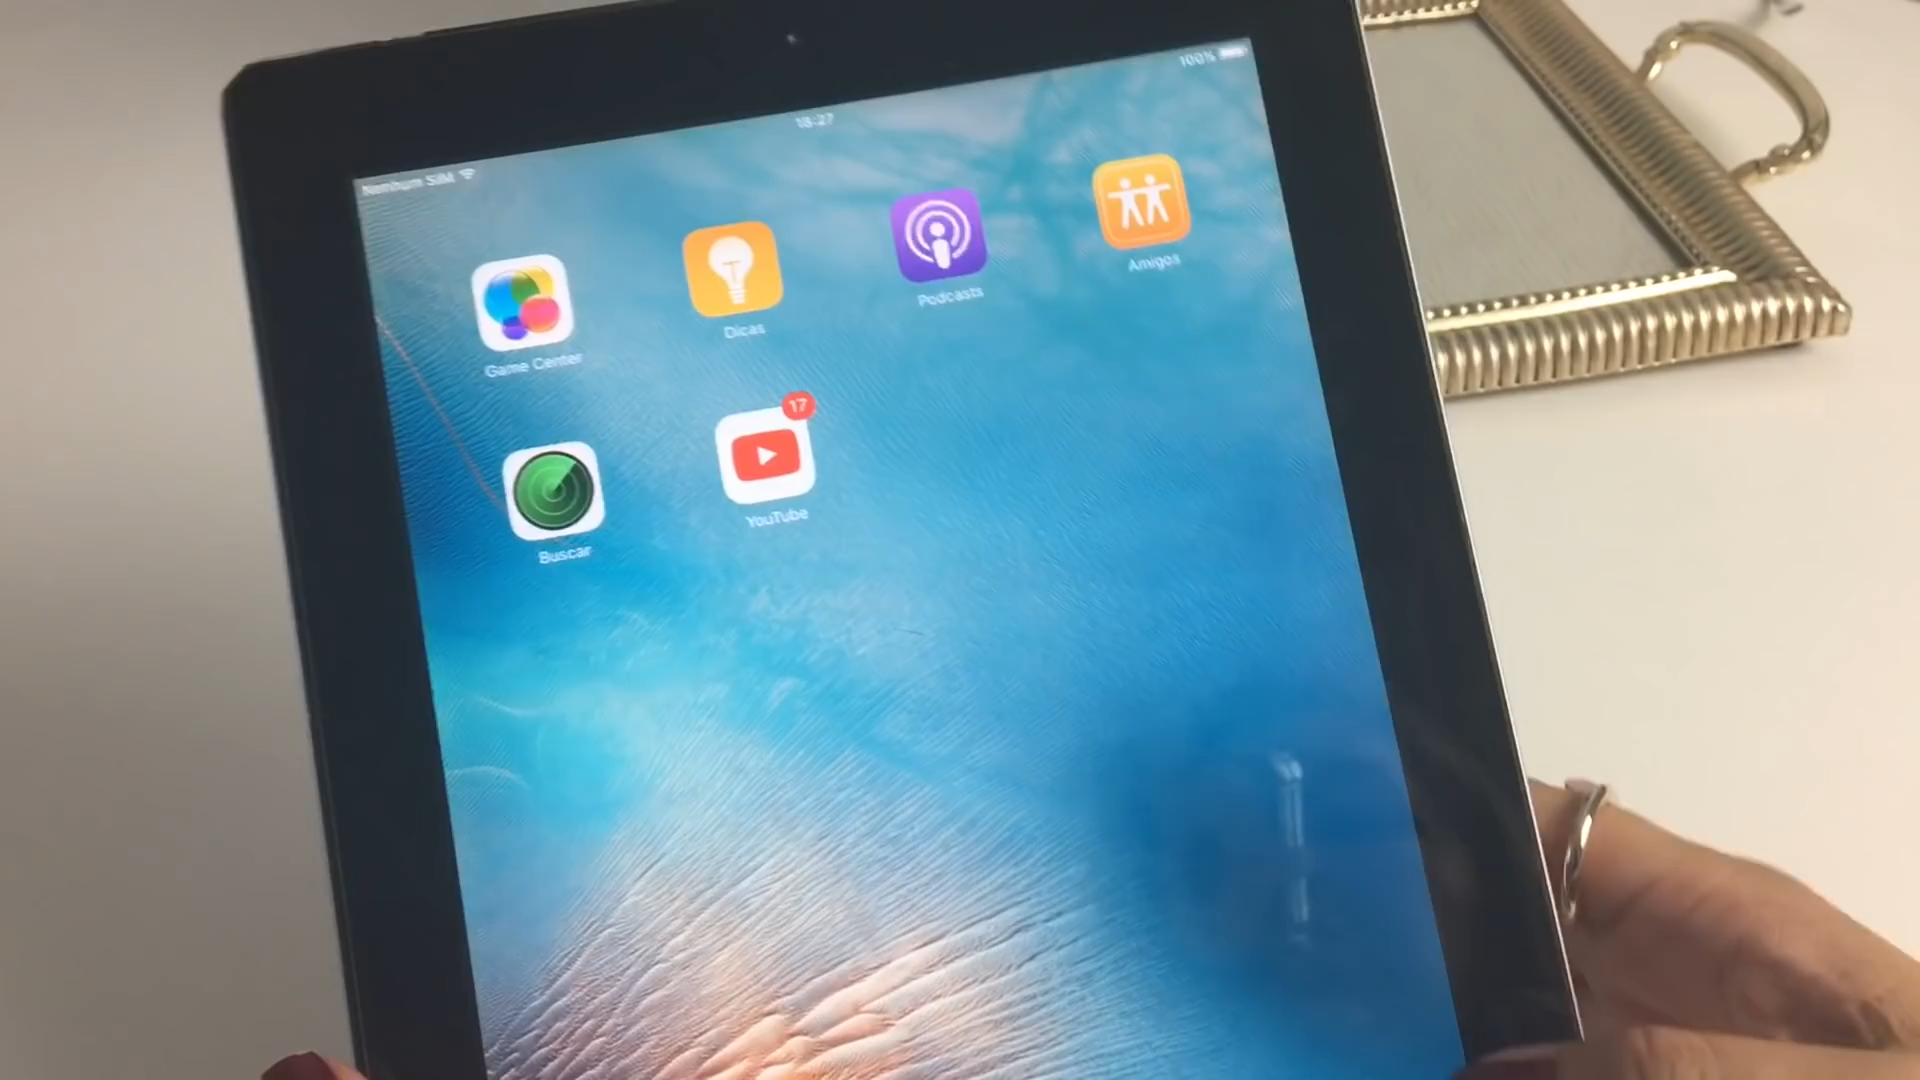 Nenhum SIM
18:27
100%
Game Center
Dicas
Podcasts
Amigos
Buscar
17
YouTube